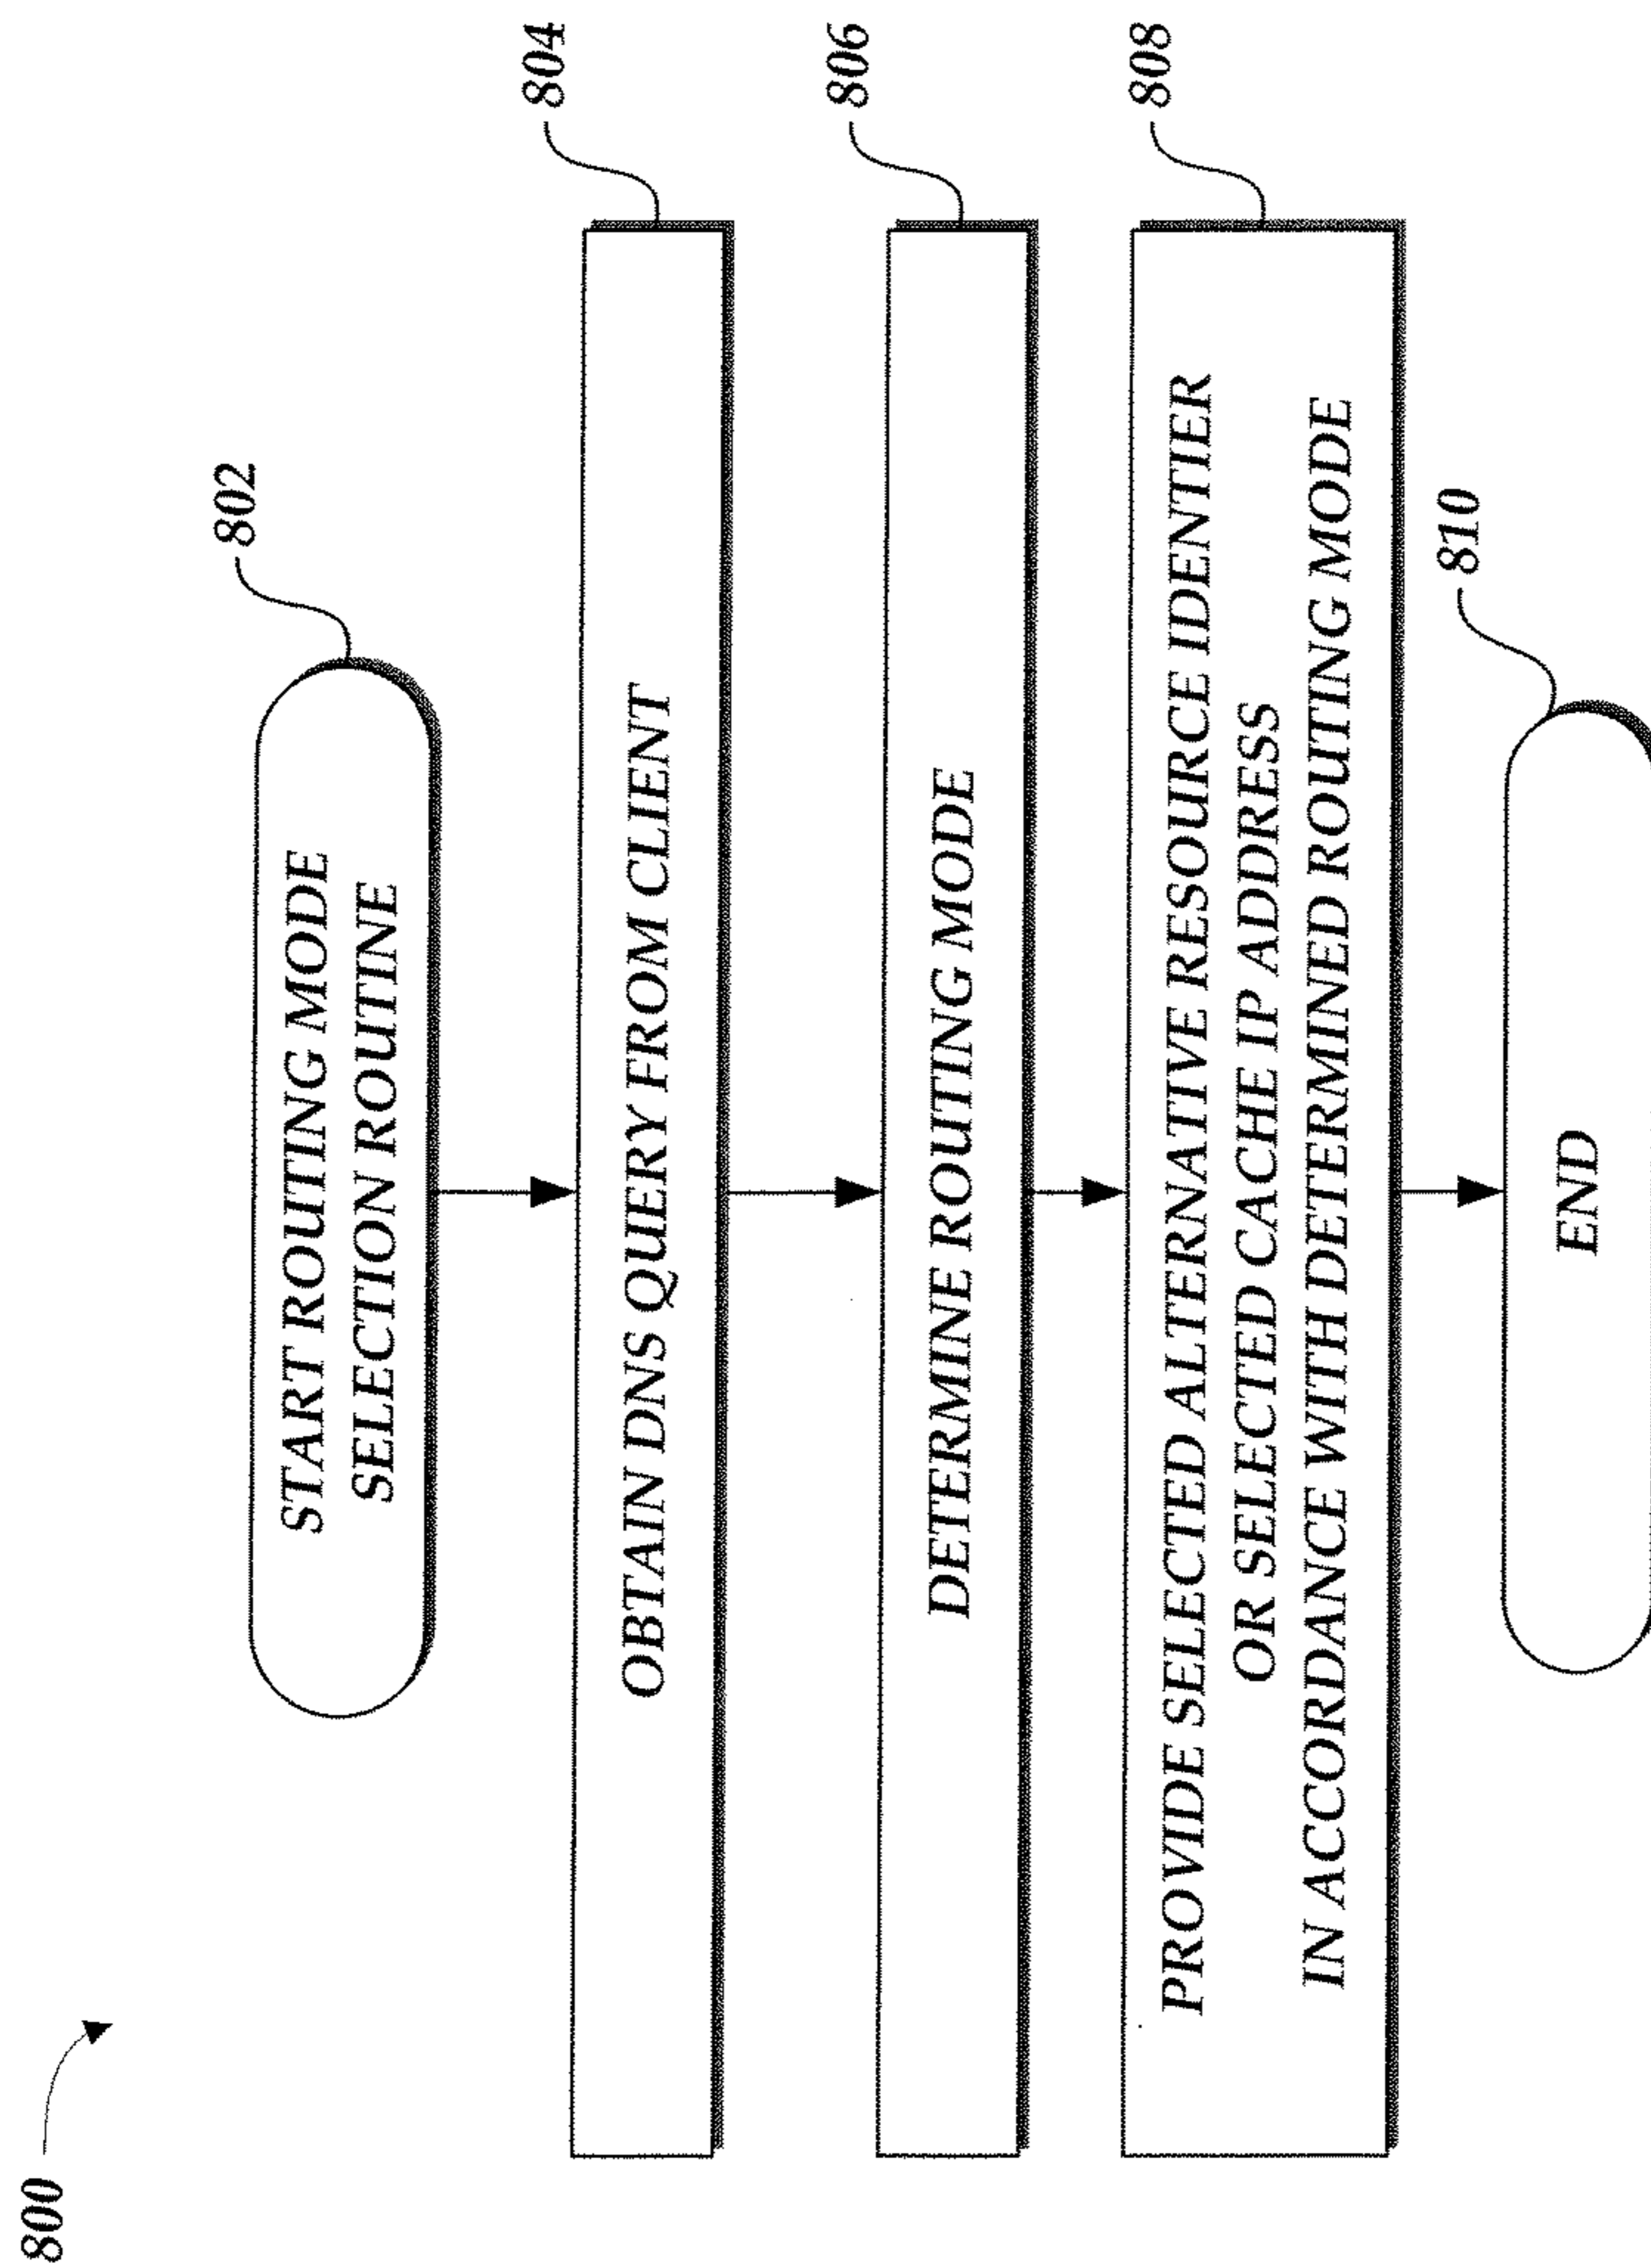 800
802
START ROUTING MODE
SELECTION ROUTINE
804
OBTAIN DNS QUERY FROM CLIENT
806
DETERMINE ROUTING MODE
808
PROVIDE SELECTED ALTERNATIVE RESOURCE IDENTIER
OR SELECTED CACHE IP ADDRESS
IN ACCORDANCE WITH DETERMINED ROUTING MODE
810
END